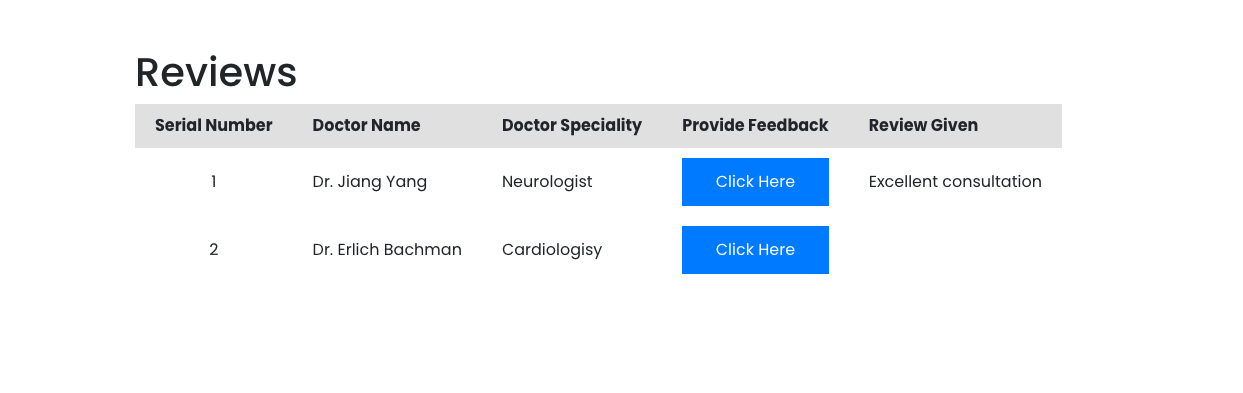 Reviews
Serial Number Doctor Name Doctor Speciality Provide Feedback Review Given
1 Dr. Jiang Yang Neurologist Click Here Excellent consultation
2 Dr. Erlich Bachman Cardiologisy Click Here